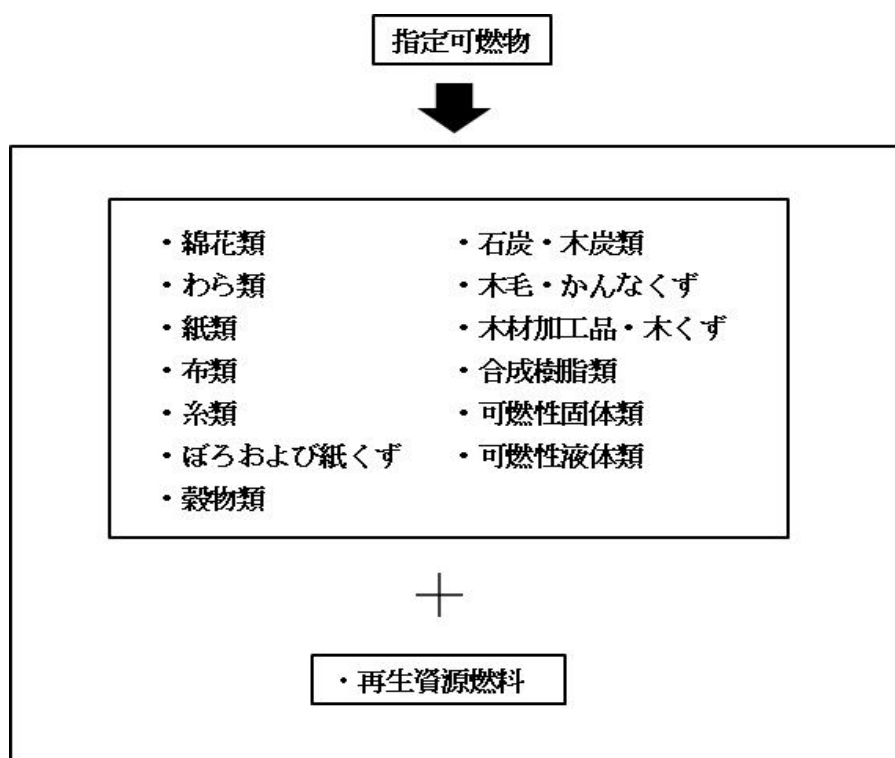 指定可燃物
・綿花類
・わら類
・紙類
・布類
・糸類
・ぼろおよび紙くず
・穀物類
・石炭・木炭類
・木毛・かんなくず
・木材加工品・木くず
・合成樹脂類
・可燃性固体類
・可燃性液体類
・再生資源燃料